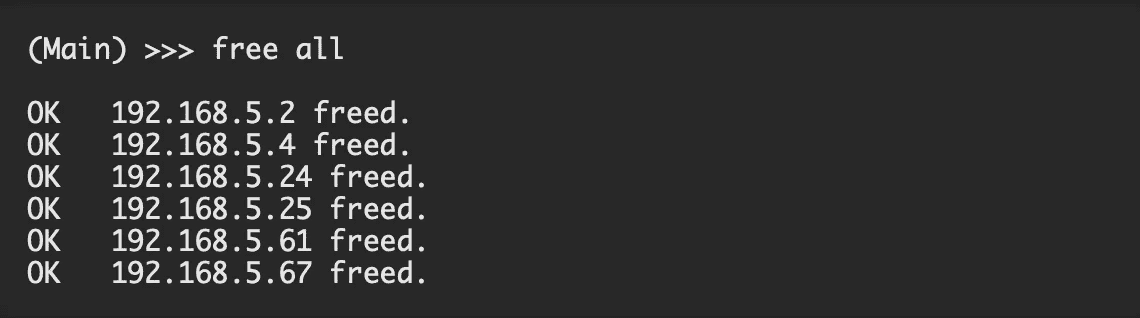 (Main) >>> free all
OK   192.168.5.2 freed.
OK   192.168.5.4 freed.
OK   192.168.5.24 freed.
OK   192.168.5.25 freed.
OK   192.168.5.61 freed.
OK   192.168.5.67 freed.